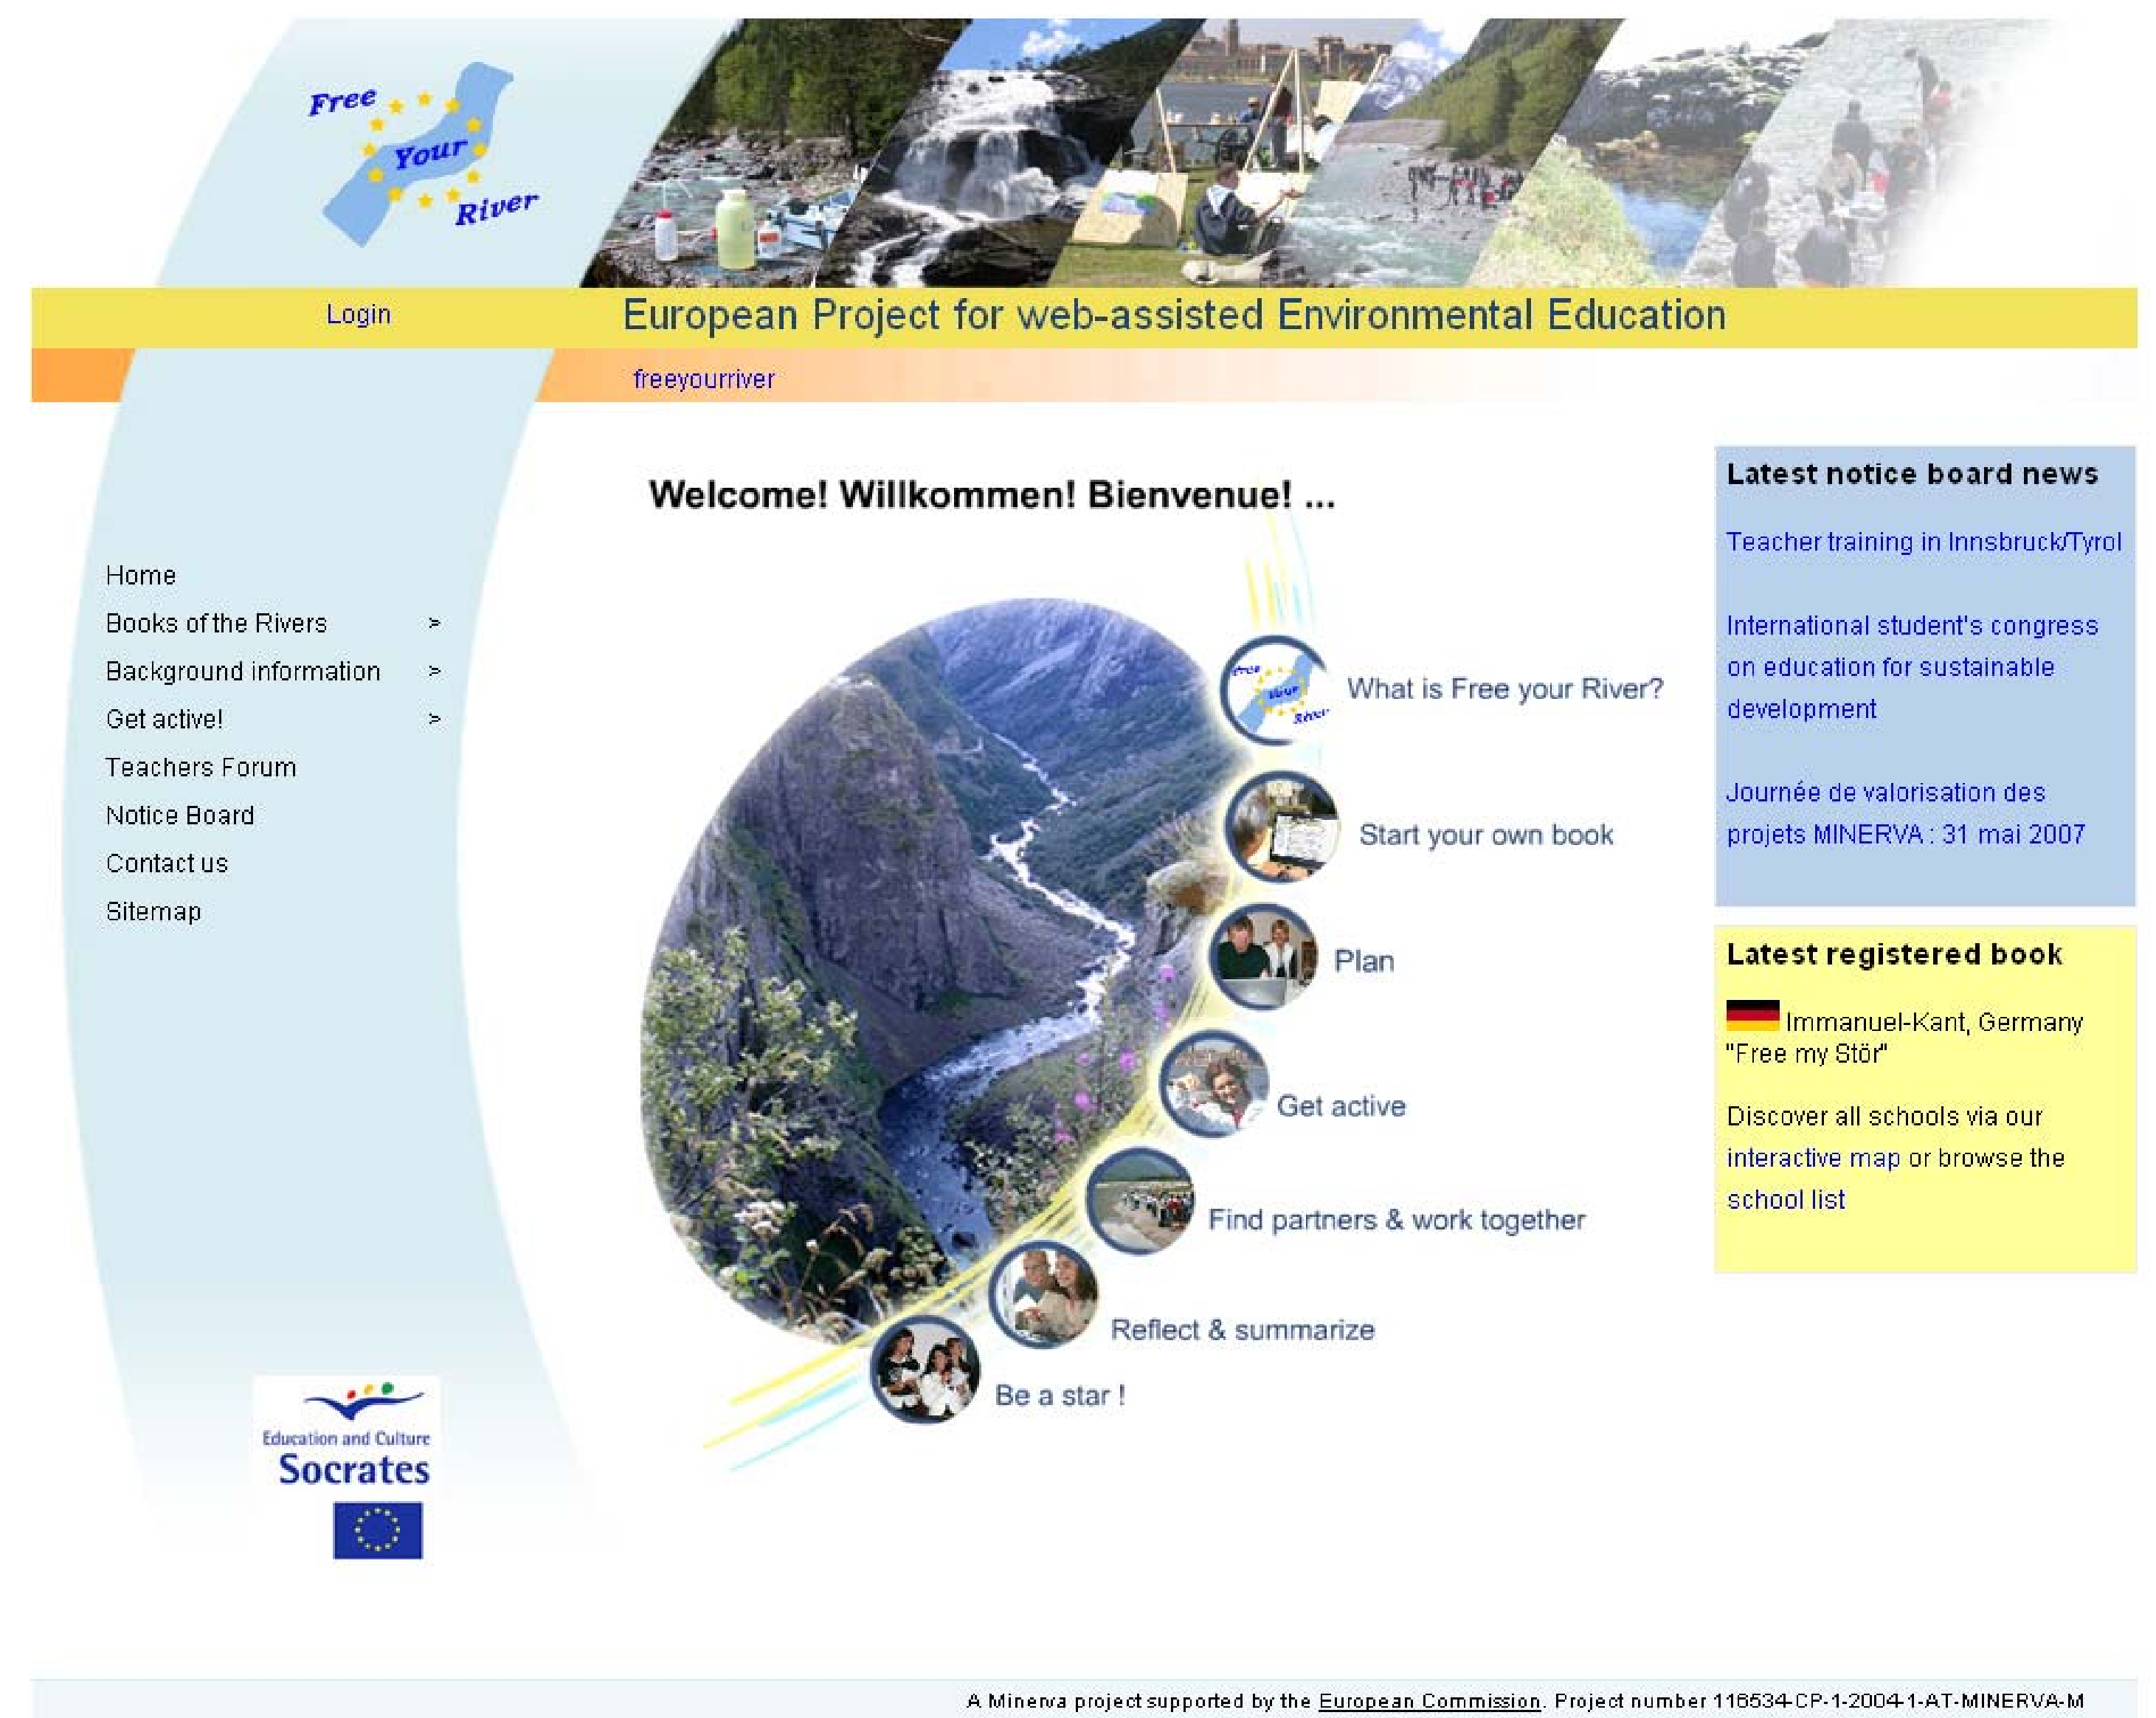 Free
Your
River
Login
European Project for web-assisted Environmental Education
freeyourriver
Home
Books of the Rivers >
Background information >
Get active! >
Teachers Forum
Notice Board
Contact us
Sitemap
Education and Culture
Socrates
Welcome! Willkommen! Bienvenue! ...
Free
Your
River
What is Free your River?
Start your own book
Plan
Get active
Find partners & work together
Reflect & summarize
Be a star !
Latest notice board news
Teacher training in Innsbruck/Tyrol
International student's congress
on education for sustainable
development
Journée de valorisation des
projets MINERVA : 31 mai 2007
Latest registered book
Immanuel-Kant, Germany
"Free my Stör"
Discover all schools via our
interactive map or browse the
school list
A Minerva project supported by the European Commission. Project number 116534-CP-1-2004-1-AT-MINERVA-M